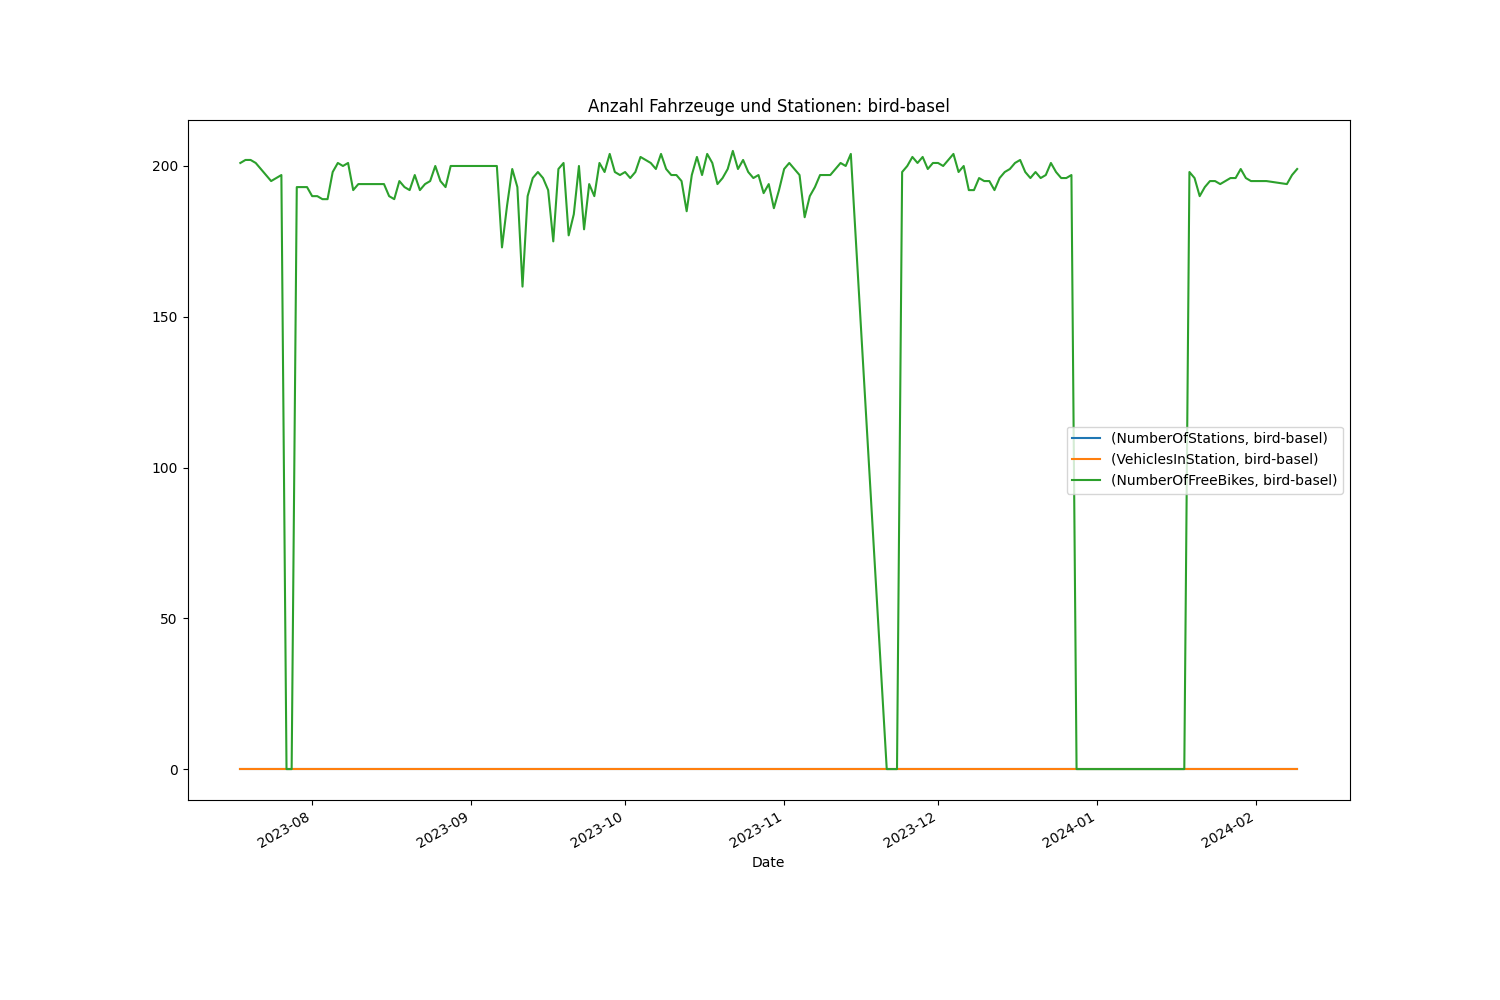 Anzahl Fahrzeuge und Stationen: bird-basel
200
150
100
50
0
(NumberOfStations, bird-basel)
(VehiclesInStation, bird-basel)
(NumberOfFreeBikes, bird-basel)
2023-08
2023-09
2023-10
2023-11
2023-12
2024-01
2024-02
Date